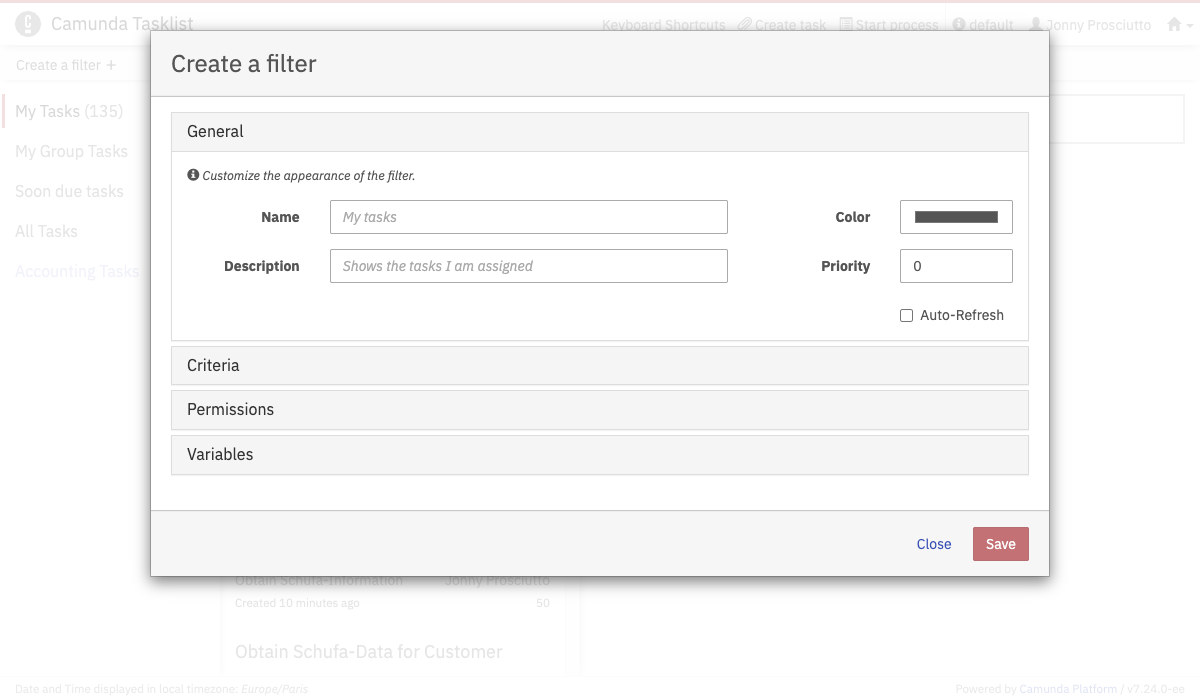 Camunda Tasklist
Keyboard Shortcuts Create task Start process default Jonny Prosciutto
Create a filter +
My Tasks (135)
My Group Tasks
Soon due tasks
All Tasks
Accounting Tasks
Create a filter
General
Customize the appearance of the filter.
Name My tasks Color
Description Shows the tasks I am assigned Priority 0
Auto-Refresh
Criteria
Permissions
Variables
Close Save
Obtain Schufa-Information Jonny Prosciutto
Created 10 minutes ago 50
Obtain Schufa-Data for Customer
Date and Time displayed in local timezone: Europe/Paris
Powered by Camunda Platform / v7.24.0-ee